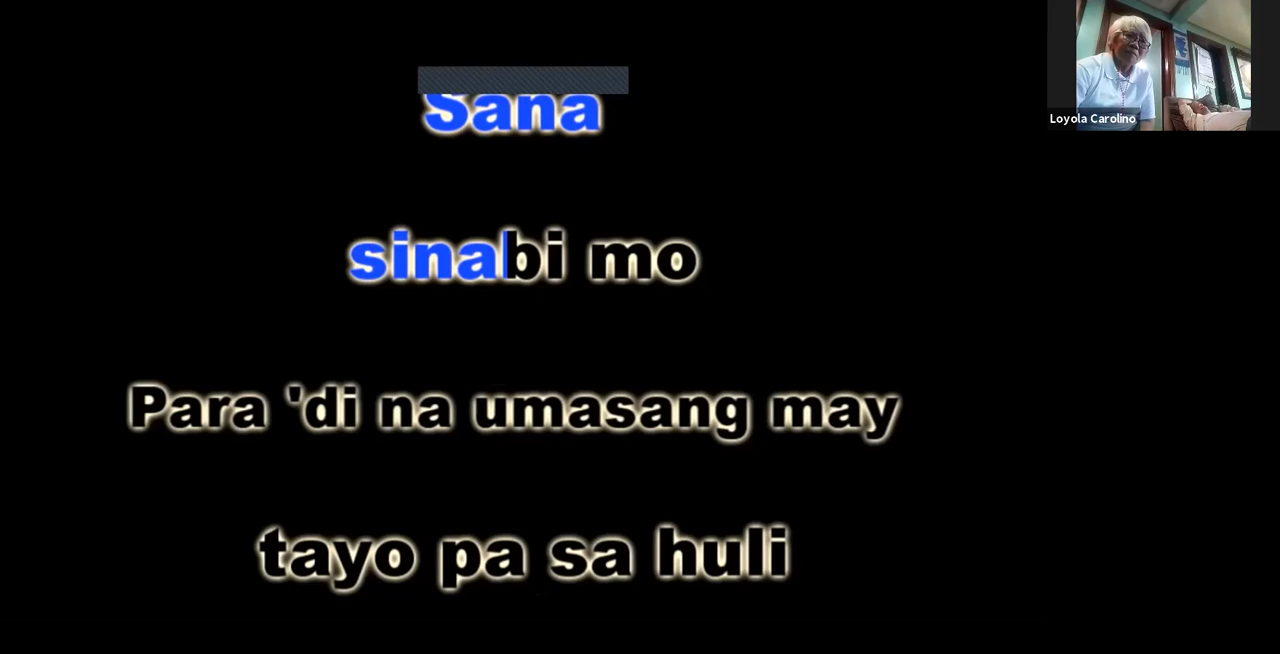 Sana
sinabi mo
Para 'di na umasang may
tayo pa sa huli
Loyola Carolino